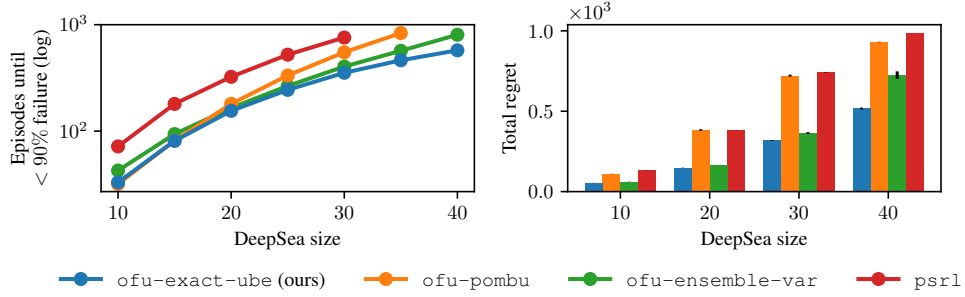 Episodes until
< 90% failure (log)
10³
10²
10 20 30 40
DeepSea size
×10³
Total regret
1.0
0.5
0.0
10 20 30 40
DeepSea size
ofu-exact-ube (ours) ofu-pombu ofu-ensemble-var psrl